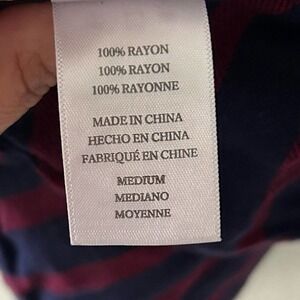 100% RAYON
100% RAYON
100% RAYONNE
MADE IN CHINA
HECHO EN CHINA
FABRIQUÉ EN CHINE
MEDIUM
MEDIANO
MOYENNE